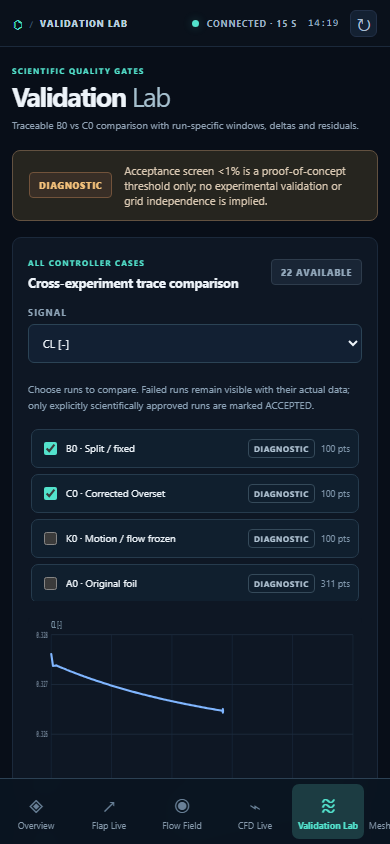 / VALIDATION LAB
CONNECTED · 15 S 14:19
SCIENTIFIC QUALITY GATES
Validation Lab
Traceable B0 vs C0 comparison with run-specific windows, deltas and residuals.
DIAGNOSTIC
Acceptance screen <1% is a proof-of-concept
threshold only; no experimental validation or
grid independence is implied.
ALL CONTROLLER CASES
Cross-experiment trace comparison
22 AVAILABLE
SIGNAL
CL [-]
Choose runs to compare. Failed runs remain visible with their actual data;
only explicitly scientifically approved runs are marked ACCEPTED.
B0 · Split / fixed DIAGNOSTIC 100 pts
C0 · Corrected Overset DIAGNOSTIC 100 pts
K0 · Motion / flow frozen DIAGNOSTIC 100 pts
A0 · Original foil DIAGNOSTIC 311 pts
CL [-]
0.328
0.327
0.326
Overview Flap Live Flow Field CFD Live Validation Lab Mesh